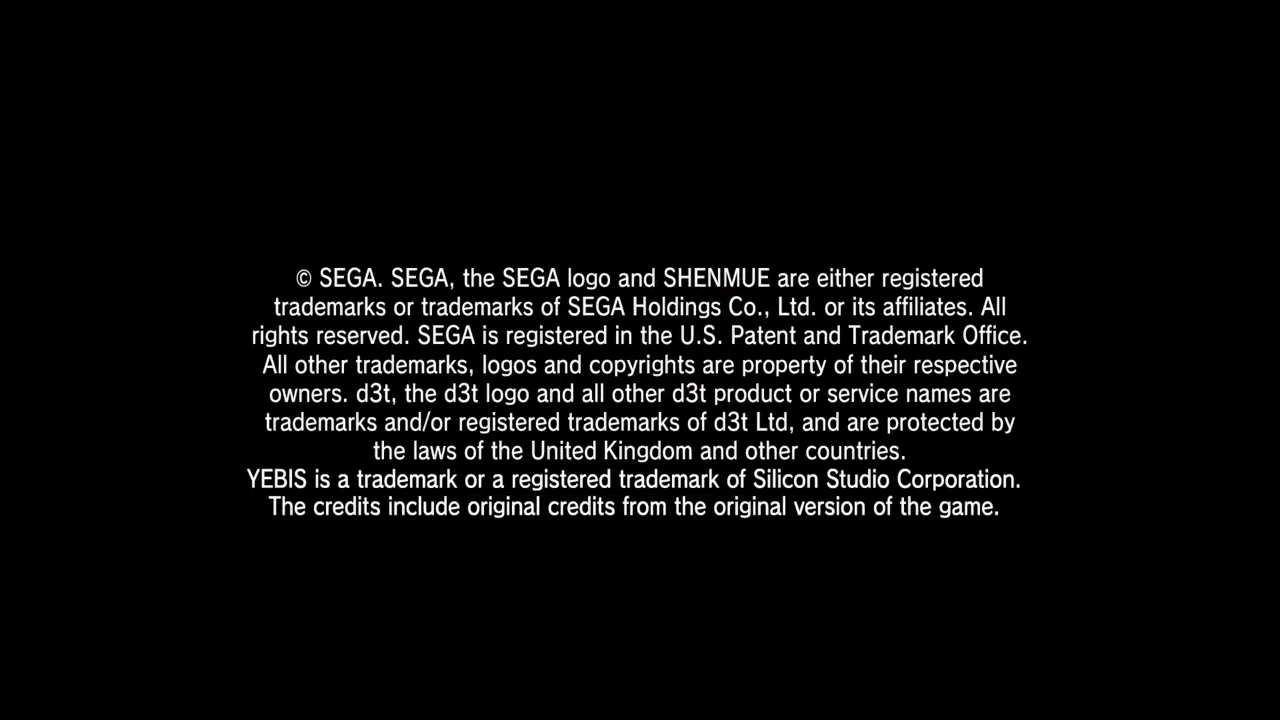 © SEGA. SEGA, the SEGA logo and SHENMUE are either registered
trademarks or trademarks of SEGA Holdings Co., Ltd. or its affiliates. All
rights reserved. SEGA is registered in the U.S. Patent and Trademark Office.
All other trademarks, logos and copyrights are property of their respective
owners. d3t, the d3t logo and all other d3t product or service names are
trademarks and/or registered trademarks of d3t Ltd, and are protected by
the laws of the United Kingdom and other countries.
YEBIS is a trademark or a registered trademark of Silicon Studio Corporation.
The credits include original credits from the original version of the game.